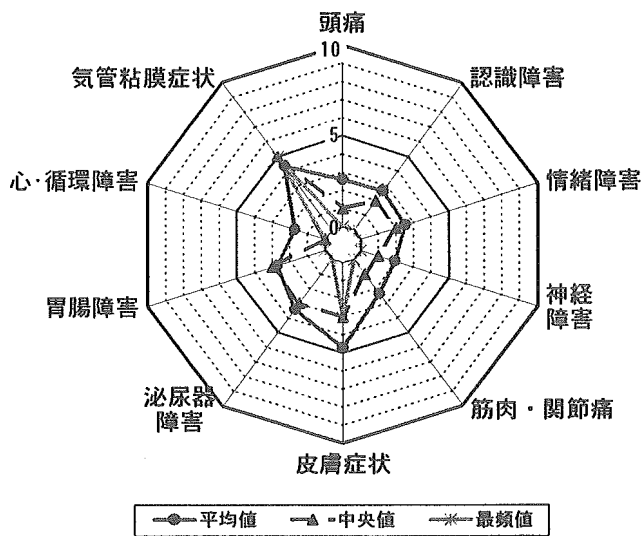 頭痛
10
気管粘膜症状
認識障害
5
心・循環障害
情緒障害
0
胃腸障害
神経
障害
泌尿器
障害
筋肉・関節痛
皮膚症状
平均値 中央値 最頻値